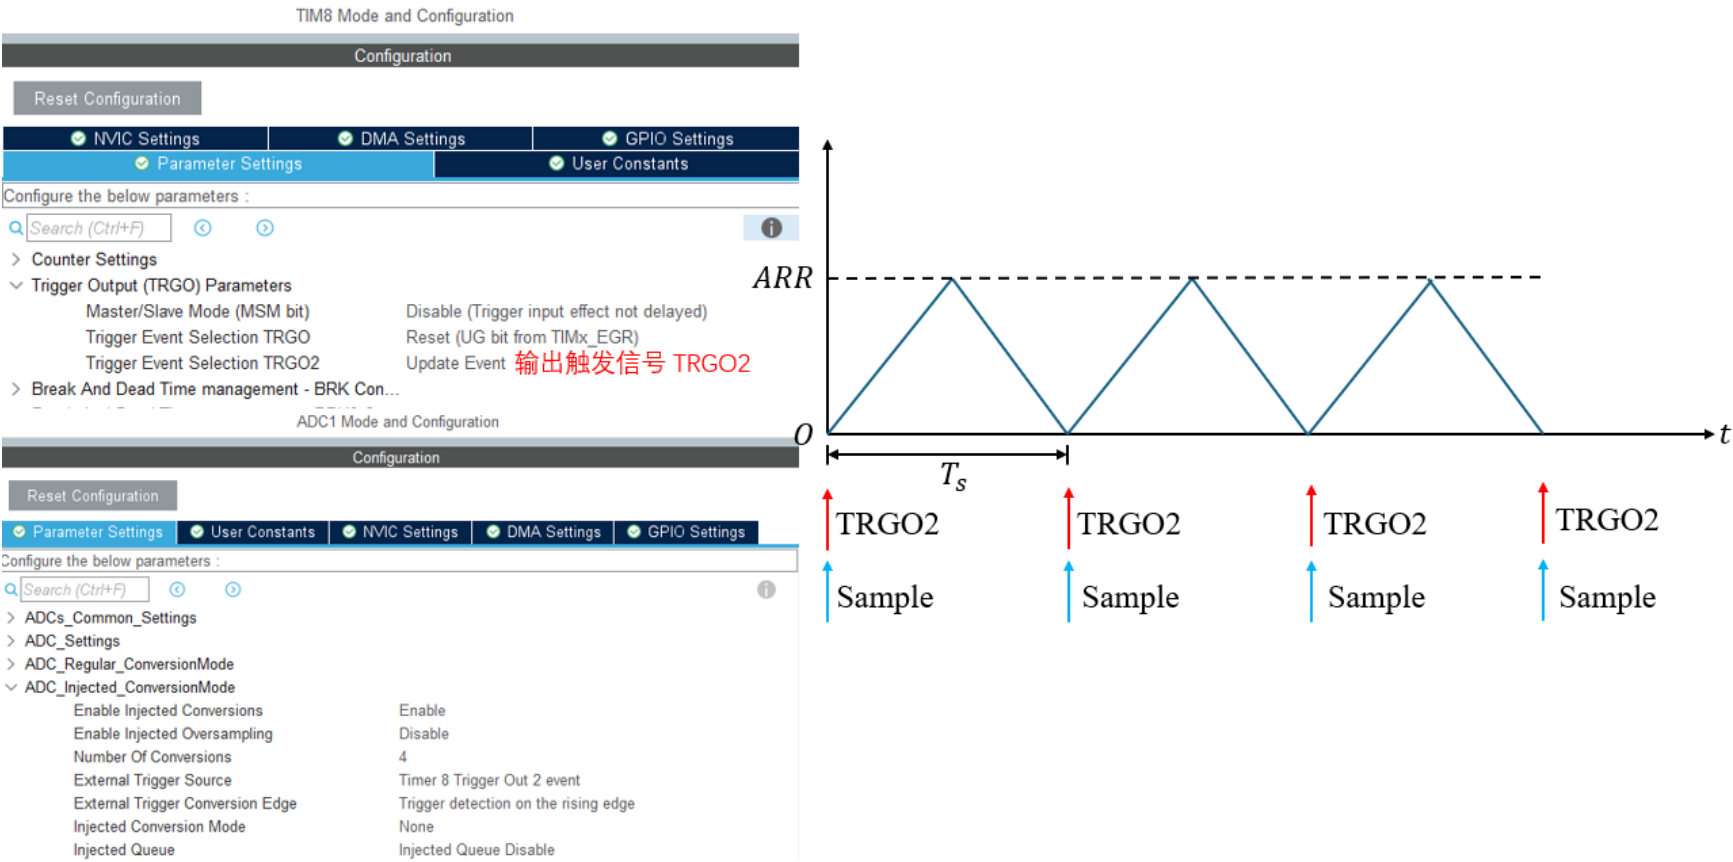 TIM8 Mode and Configuration
Configuration
Reset Configuration
NVIC Settings
DMA Settings
GPIO Settings
Parameter Settings
User Constants
Configure the below parameters :
Search (Ctrl+F)
Counter Settings
Trigger Output (TRGO) Parameters
Master/Slave Mode (MSM bit) Disable (Trigger input effect not delayed)
Trigger Event Selection TRGO Reset (UG bit from TIMx_EGR)
Trigger Event Selection TRGO2 Update Event 输出触发信号 TRGO2
Break And Dead Time management - BRK Con...
ADC1 Mode and Configuration
Configuration
Reset Configuration
Parameter Settings
User Constants
NVIC Settings
DMA Settings
GPIO Settings
Configure the below parameters :
Search (Ctrl+F)
ADCs_Common_Settings
ADC_Settings
ADC_Regular_ConversionMode
ADC_Injected_ConversionMode
Enable Injected Conversions Enable
Enable Injected Oversampling Disable
Number Of Conversions 4
External Trigger Source Timer 8 Trigger Out 2 event
External Trigger Conversion Edge Trigger detection on the rising edge
Injected Conversion Mode None
Injected Queue Injected Queue Disable
ARR
O
t
T_s
TRGO2 TRGO2 TRGO2 TRGO2
Sample Sample Sample Sample